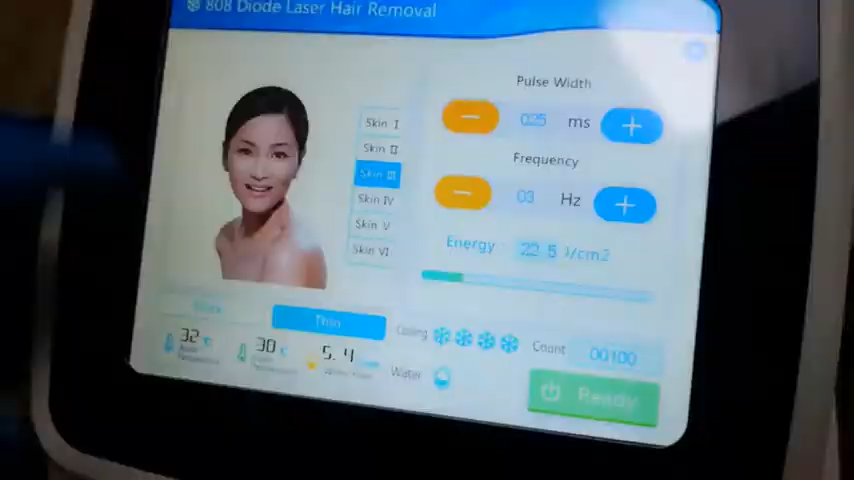 808 Diode Laser Hair Removal
Pulse Width
025 ms
Frequency
03 Hz
Energy 22.5 J/cm2
Skin I
Skin II
Skin III
Skin IV
Skin V
Skin VI
Thin
32 °C
30 °C
5.4
Cooling
Water
Count 00100
Ready